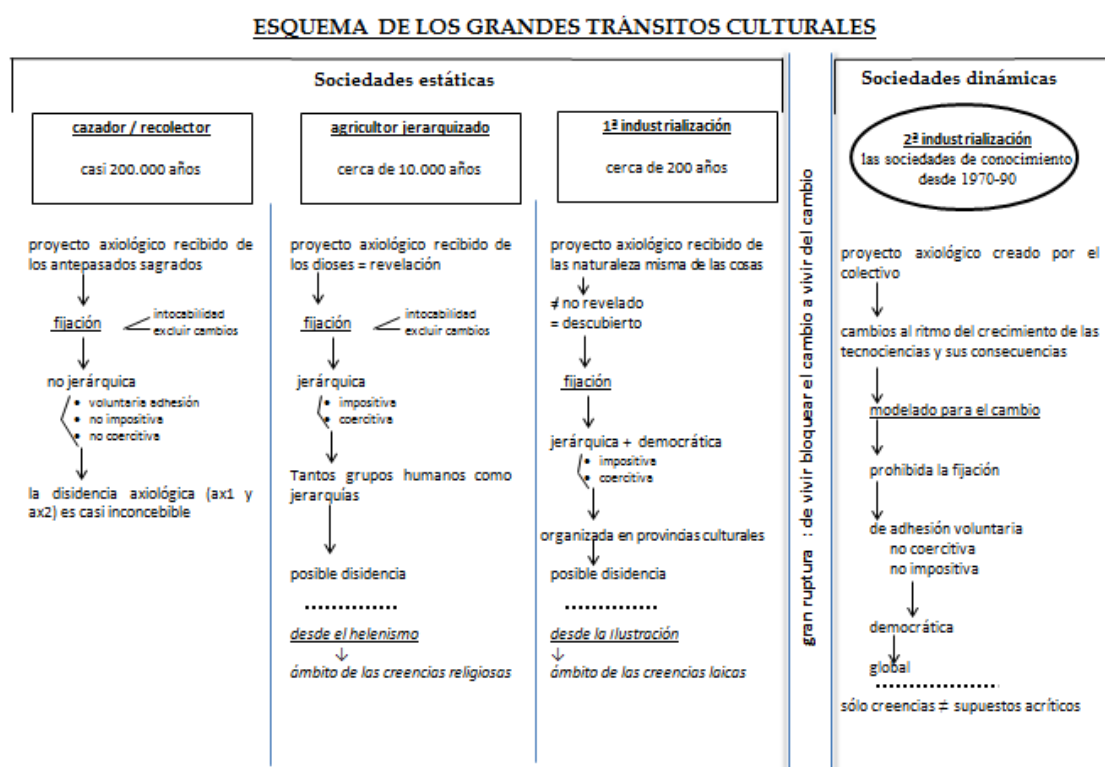 ESQUEMA DE LOS GRANDES TRÁNSITOS CULTURALES
Sociedades estáticas
cazador / recolector
casi 200.000 años
proyecto axiológico recibido de
los antepasados sagrados
fijación
intocabilidad
excluir cambios
no jerárquica
• voluntaria adhesión
• no impositiva
• no coercitiva
la disidencia axiológica (ax1 y
ax2) es casi inconcebible
agricultor jerarquizado
cerca de 10.000 años
proyecto axiológico recibido de
los dioses = revelación
fijación
intocabilidad
excluir cambios
jerárquica
• impositiva
• coercitiva
Tantos grupos humanos como
jerarquías
posible disidencia
desde el helenismo
ámbito de las creencias religiosas
1ª industrialización
cerca de 200 años
proyecto axiológico recibido de
las naturaleza misma de las cosas
≠ no revelado
= descubierto
fijación
jerárquica + democrática
• impositiva
• coercitiva
organizada en provincias culturales
posible disidencia
desde la ilustración
ámbito de las creencias laicas
gran ruptura : de vivir bloquear el cambio a vivir del cambio
Sociedades dinámicas
2ª industrialización
las sociedades de conocimiento
desde 1970-90
proyecto axiológico creado por el
colectivo
cambios al ritmo del crecimiento de las
tecnociencias y sus consecuencias
modelado para el cambio
prohibida la fijación
de adhesión voluntaria
no coercitiva
no impositiva
democrática
global
sólo creencias ≠ supuestos acríticos